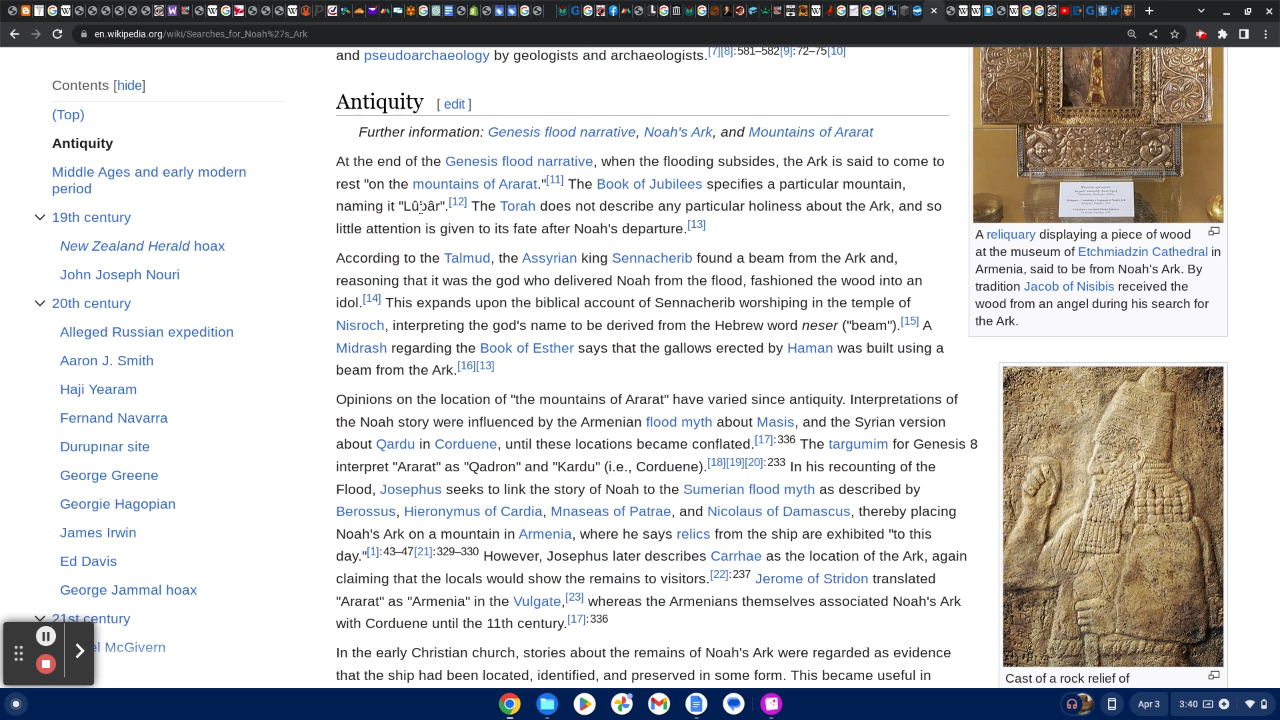 en.wikipedia.org/wiki/Searches_for_Noah%27s_Ark
Contents [hide]
(Top)
Antiquity
Middle Ages and early modern
period
19th century
New Zealand Herald hoax
John Joseph Nouri
20th century
Alleged Russian expedition
Aaron J. Smith
Haji Yearam
Fernand Navarra
Durupınar site
George Greene
Georgie Hagopian
James Irwin
Ed Davis
George Jammal hoax
21st century
McGivern
and pseudoarchaeology by geologists and archaeologists.[7][8]:581–582[9]:72–75[10]
Antiquity [ edit ]
Further information: Genesis flood narrative, Noah's Ark, and Mountains of Ararat
At the end of the Genesis flood narrative, when the flooding subsides, the Ark is said to come to
rest "on the mountains of Ararat."[11] The Book of Jubilees specifies a particular mountain,
naming it "Lûbâr".[12] The Torah does not describe any particular holiness about the Ark, and so
little attention is given to its fate after Noah's departure.[13]
According to the Talmud, the Assyrian king Sennacherib found a beam from the Ark and,
reasoning that it was the god who delivered Noah from the flood, fashioned the wood into an
idol.[14] This expands upon the biblical account of Sennacherib worshiping in the temple of
Nisroch, interpreting the god's name to be derived from the Hebrew word neser ("beam").[15] A
Midrash regarding the Book of Esther says that the gallows erected by Haman was built using a
beam from the Ark.[16][13]
Opinions on the location of "the mountains of Ararat" have varied since antiquity. Interpretations of
the Noah story were influenced by the Armenian flood myth about Masis, and the Syrian version
about Qardu in Corduene, until these locations became conflated.[17]:336 The targumim for Genesis 8
interpret "Ararat" as "Qadron" and "Kardu" (i.e., Corduene).[18][19][20]:233 In his recounting of the
Flood, Josephus seeks to link the story of Noah to the Sumerian flood myth as described by
Berossus, Hieronymus of Cardia, Mnaseas of Patrae, and Nicolaus of Damascus, thereby placing
Noah's Ark on a mountain in Armenia, where he says relics from the ship are exhibited "to this
day."[1]:43–47[21]:329–330 However, Josephus later describes Carrhae as the location of the Ark, again
claiming that the locals would show the remains to visitors.[22]:237 Jerome of Stridon translated
"Ararat" as "Armenia" in the Vulgate,[23] whereas the Armenians themselves associated Noah's Ark
with Corduene until the 11th century.[17]:336
In the early Christian church, stories about the remains of Noah's Ark were regarded as evidence
that the ship had been located, identified, and preserved in some form. This became useful in
A reliquary displaying a piece of wood
at the museum of Etchmiadzin Cathedral in
Armenia, said to be from Noah's Ark. By
tradition Jacob of Nisibis received the
wood from an angel during his search for
the Ark.
Cast of a rock relief of
Apr 3
3:40